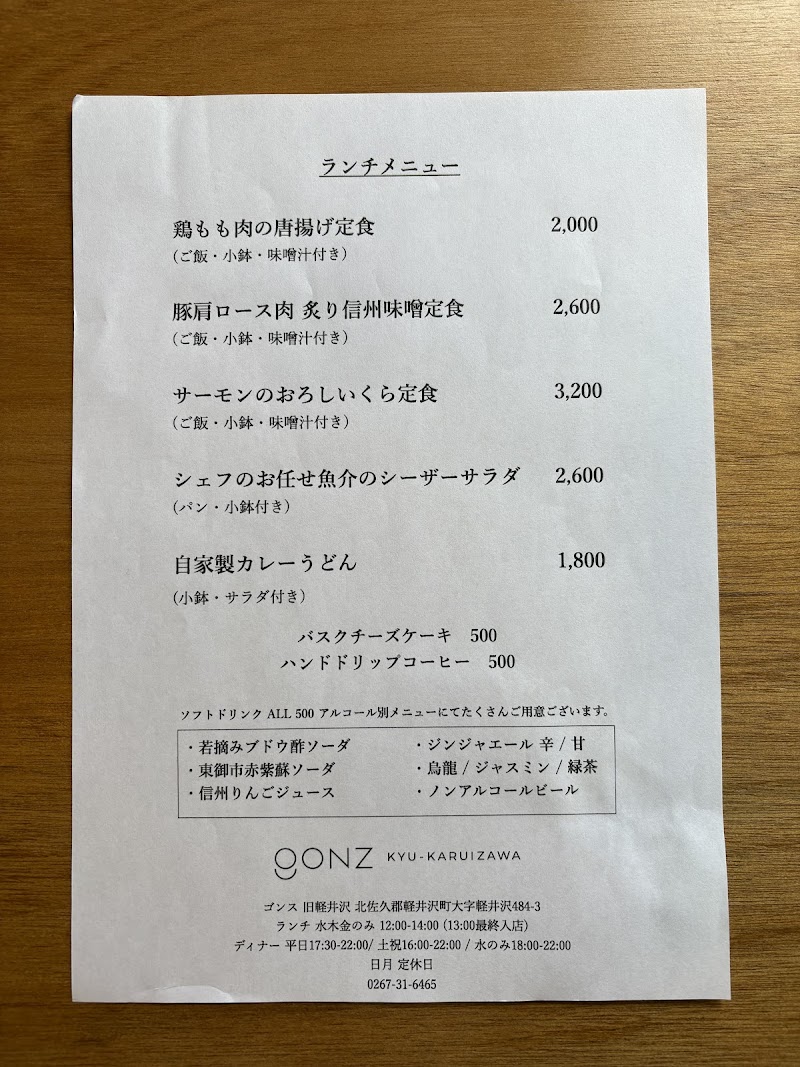 ランチメニュー
鶏もも肉の唐揚げ定食 2,000
(ご飯・小鉢・味噌汁付き)
豚肩ロース肉 炙り信州味噌定食 2,600
(ご飯・小鉢・味噌汁付き)
サーモンのおろしいくら定食 3,200
(ご飯・小鉢・味噌汁付き)
シェフのお任せ魚介のシーザーサラダ 2,600
(パン・小鉢付き)
自家製カレーうどん 1,800
(小鉢・サラダ付き)
バスクチーズケーキ 500
ハンドドリップコーヒー 500
ソフトドリンク ALL 500 アルコール別メニューにてたくさんご用意ございます。
・若摘みブドウ酢ソーダ ・ジンジャエール 辛 / 甘
・東御市赤紫蘇ソーダ ・烏龍 / ジャスミン / 緑茶
・信州りんごジュース ・ノンアルコールビール
gONZ KYU-KARUIZAWA
ゴンス 旧軽井沢 北佐久郡軽井沢町大字軽井沢484-3
ランチ 水木金のみ 12:00-14:00 (13:00最終入店)
ディナー 平日17:30-22:00/ 土祝16:00-22:00 / 水のみ18:00-22:00
日月 定休日
0267-31-6465